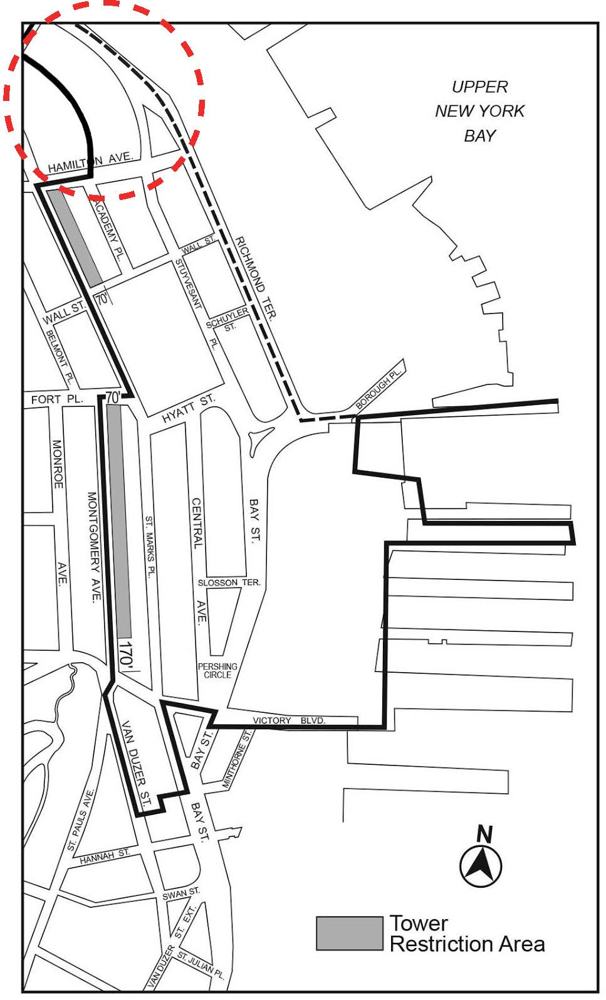 UPPER
NEW YORK
BAY
HAMILTON AVE.
ACADEMY PL.
WALL ST.
RICHMOND TER.
STUYVESANT
PL.
70'
WALL ST.
SCHUYLER
ST.
BELMONT PL.
BOROUGH PL.
FORT PL.
70'
HYATT ST.
MONROE
AVE.
MONTGOMERY AVE.
ST. MARKS PL.
CENTRAL
AVE.
BAY ST.
SLOSSON TER.
170'
PERSHING
CIRCLE
VICTORY BLVD.
VAN DUZER ST.
BAY ST.
MINTHORNE ST.
ST. PAULS AVE.
BAY ST.
HANNAH ST.
SWAN ST.
VAN DUZER ST. EXT.
ST. JULIAN PL.
N
Tower
Restriction Area